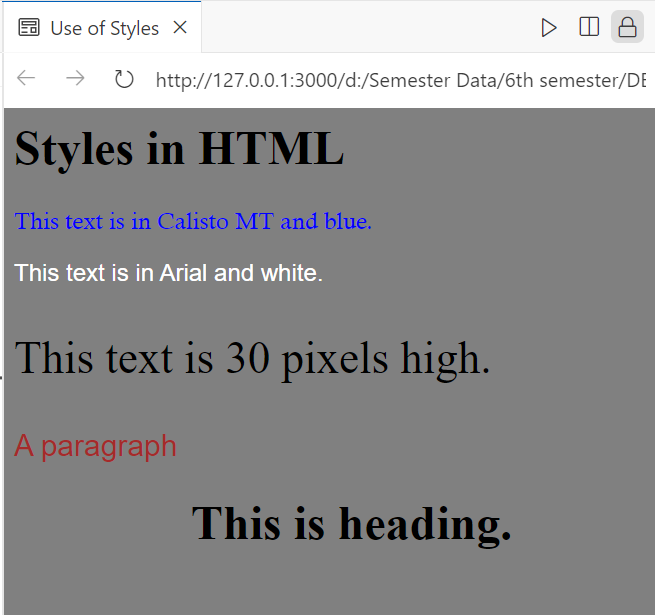 Use of Styles
http://127.0.0.1:3000/d:/Semester Data/6th semester/DE
Styles in HTML
This text is in Calisto MT and blue.
This text is in Arial and white.
This text is 30 pixels high.
A paragraph
This is heading.